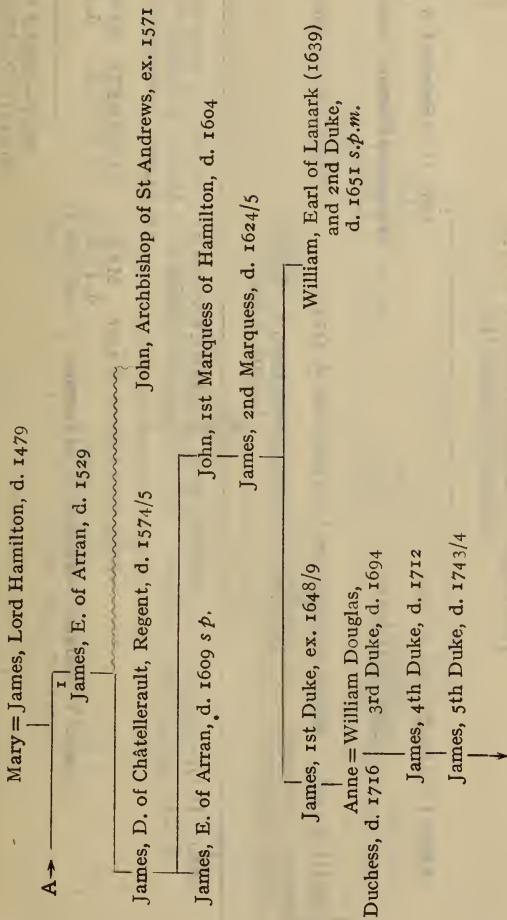 Mary = James, Lord Hamilton, d. 1479
A→
1
James, E. of Arran, d. 1529
James, D. of Châtellerault, Regent, d. 1574/5
John, Archbishop of St Andrews, ex. 1571
James, E. of Arran, d. 1609 s p.
John, 1st Marquess of Hamilton, d. 1604
James, 2nd Marquess, d. 1624/5
James, 1st Duke, ex. 1648/9
William, Earl of Lanark (1639)
and 2nd Duke,
d. 1651 s.p.m.
Anne = William Douglas,
Duchess, d. 1716 3rd Duke, d. 1694
James, 4th Duke, d. 1712
James, 5th Duke, d. 1743/4